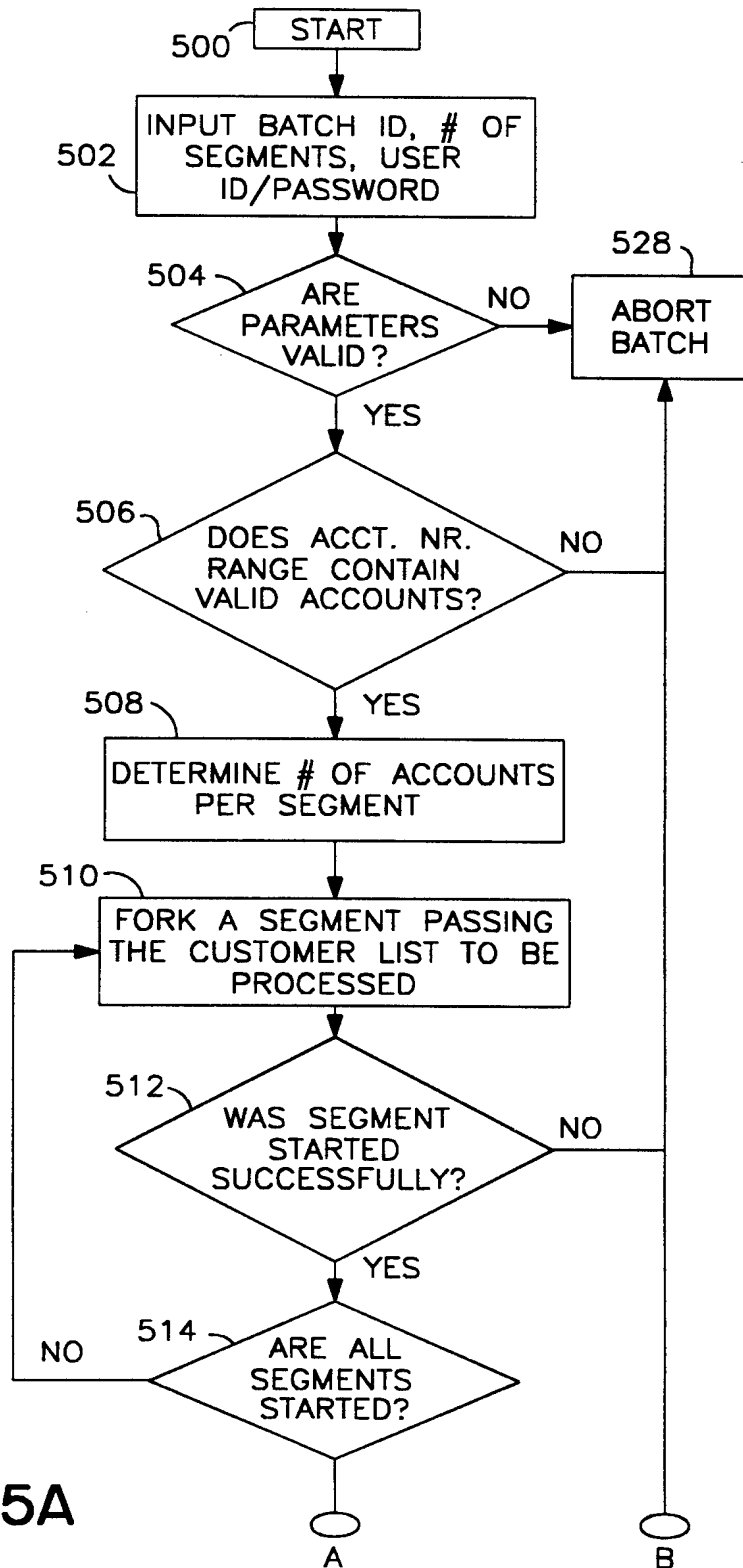 500
START
502
INPUT BATCH ID, # OF
SEGMENTS, USER
ID/PASSWORD
504
ARE
PARAMETERS
VALID?
NO
528
ABORT
BATCH
YES
506
DOES ACCT. NR.
RANGE CONTAIN
VALID ACCOUNTS?
NO
YES
508
DETERMINE # OF ACCOUNTS
PER SEGMENT
510
FORK A SEGMENT PASSING
THE CUSTOMER LIST TO BE
PROCESSED
512
WAS SEGMENT
STARTED
SUCCESSFULLY?
NO
YES
514
ARE ALL
SEGMENTS
STARTED?
NO
5A
A
B